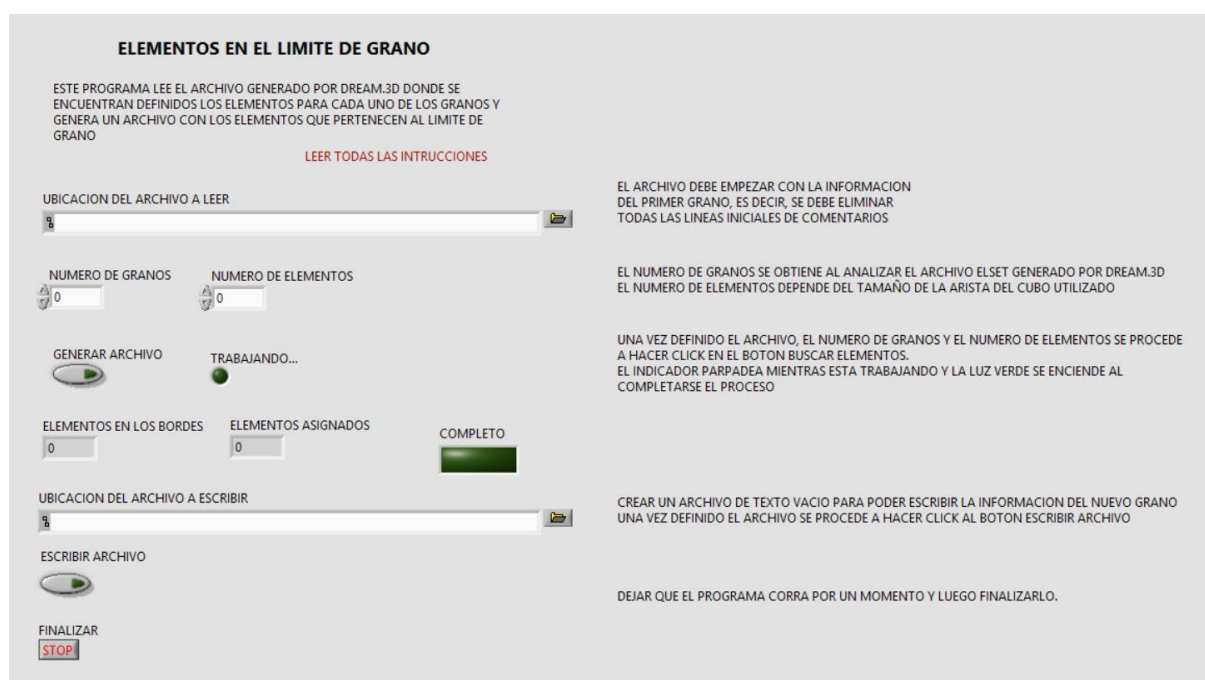 ELEMENTOS EN EL LIMITE DE GRANO
ESTE PROGRAMA LEE EL ARCHIVO GENERADO POR DREAM.3D DONDE SE
ENCUENTRAN DEFINIDOS LOS ELEMENTOS PARA CADA UNO DE LOS GRANOS Y
GENERA UN ARCHIVO CON LOS ELEMENTOS QUE PERTENECEN AL LIMITE DE
GRANO
LEER TODAS LAS INTRUCCIONES
UBICACION DEL ARCHIVO A LEER
EL ARCHIVO DEBE EMPEZAR CON LA INFORMACION
DEL PRIMER GRANO, ES DECIR, SE DEBE ELIMINAR
TODAS LAS LINEAS INICIALES DE COMENTARIOS
NUMERO DE GRANOS
0
NUMERO DE ELEMENTOS
0
EL NUMERO DE GRANOS SE OBTIENE AL ANALIZAR EL ARCHIVO ELSET GENERADO POR DREAM.3D
EL NUMERO DE ELEMENTOS DEPENDE DEL TAMAÑO DE LA ARISTA DEL CUBO UTILIZADO
GENERAR ARCHIVO
TRABAJANDO...
UNA VEZ DEFINIDO EL ARCHIVO, EL NUMERO DE GRANOS Y EL NUMERO DE ELEMENTOS SE PROCEDE
A HACER CLICK EN EL BOTON BUSCAR ELEMENTOS.
EL INDICADOR PARPADEA MIENTRAS ESTA TRABAJANDO Y LA LUZ VERDE SE ENCIENDE AL
COMPLETARSE EL PROCESO
ELEMENTOS EN LOS BORDES
0
ELEMENTOS ASIGNADOS
0
COMPLETO
UBICACION DEL ARCHIVO A ESCRIBIR
CREAR UN ARCHIVO DE TEXTO VACIO PARA PODER ESCRIBIR LA INFORMACION DEL NUEVO GRANO
UNA VEZ DEFINIDO EL ARCHIVO SE PROCEDE A HACER CLICK AL BOTON ESCRIBIR ARCHIVO
ESCRIBIR ARCHIVO
DEJAR QUE EL PROGRAMA CORRA POR UN MOMENTO Y LUEGO FINALIZARLO.
FINALIZAR
STOP